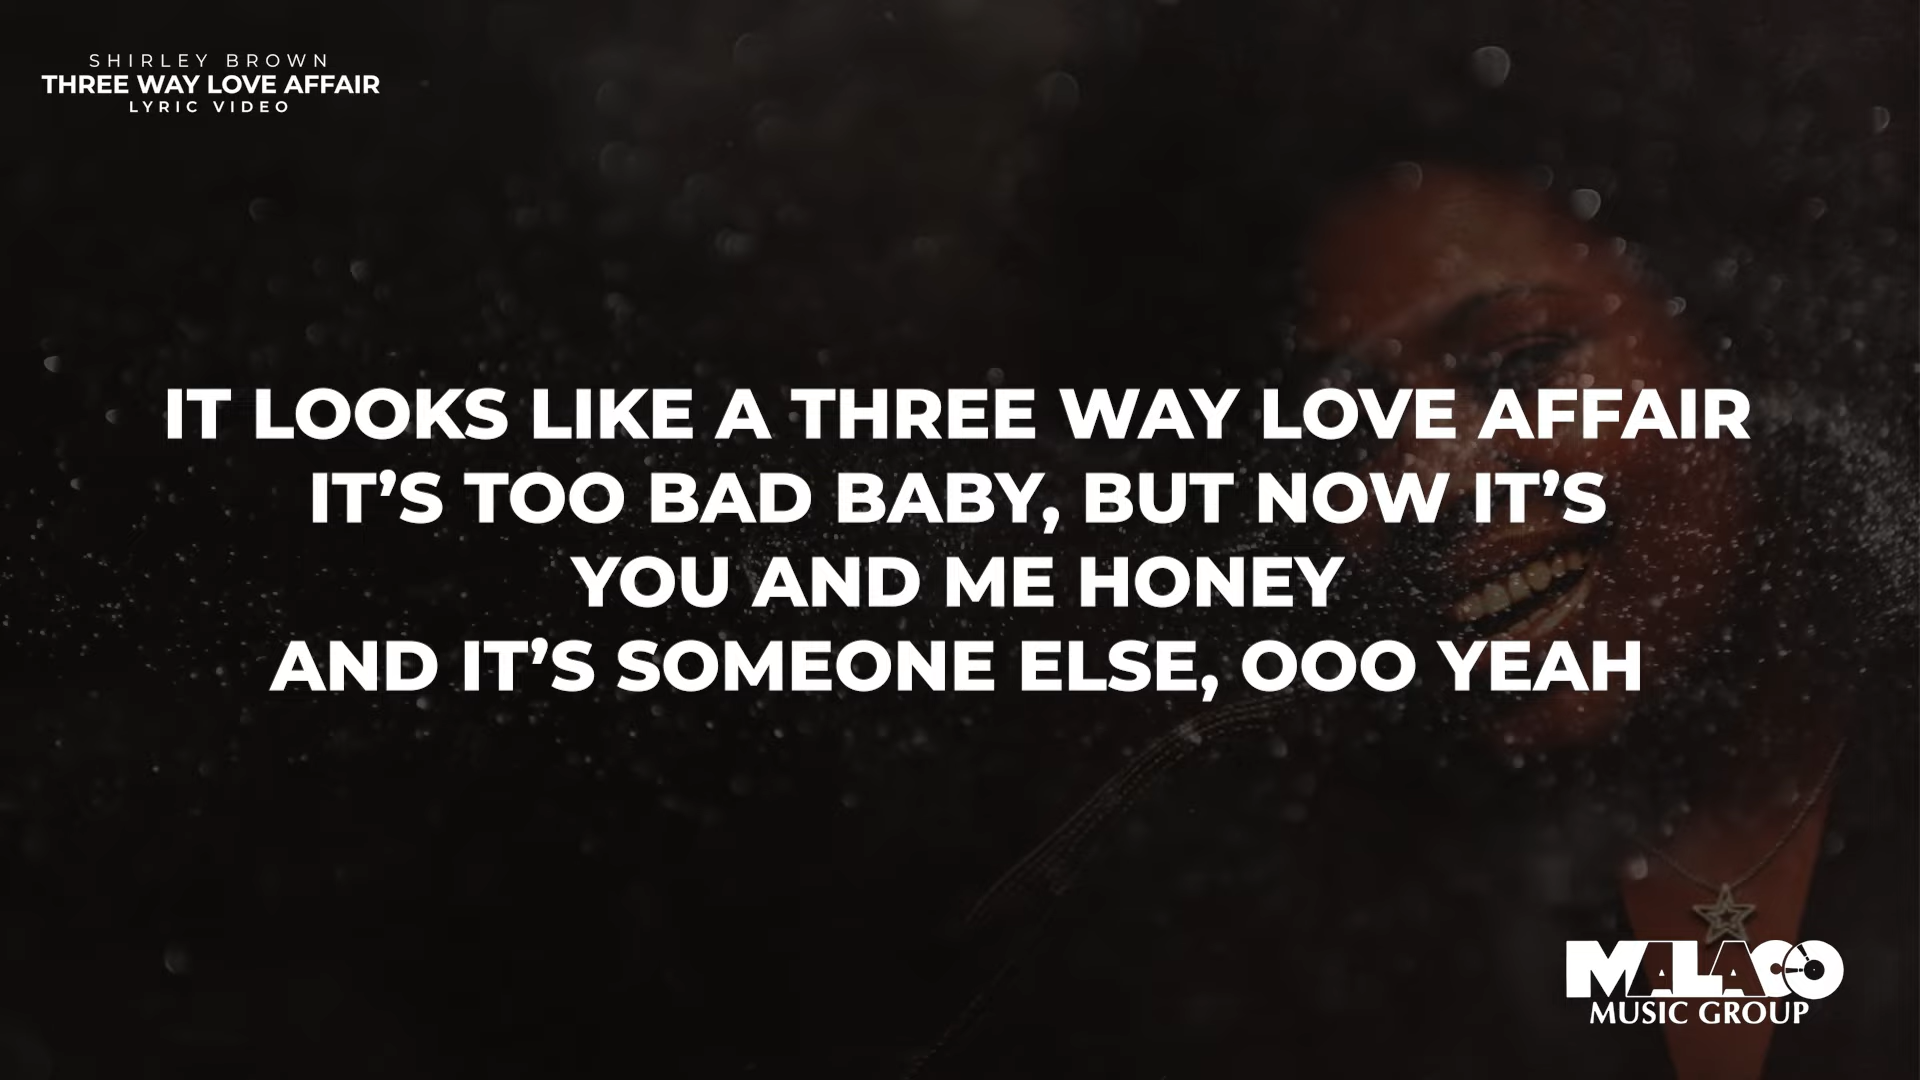 SHIRLEY BROWN
THREE WAY LOVE AFFAIR
LYRIC VIDEO
IT LOOKS LIKE A THREE WAY LOVE AFFAIR
IT’S TOO BAD BABY, BUT NOW IT’S
YOU AND ME HONEY
AND IT’S SOMEONE ELSE, OOO YEAH
MALACO
MUSIC GROUP